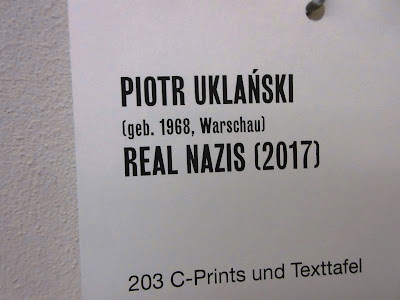 PIOTR UKLAŃSKI
(geb. 1968, Warschau)
REAL NAZIS (2017)
203 C-Prints und Texttafel